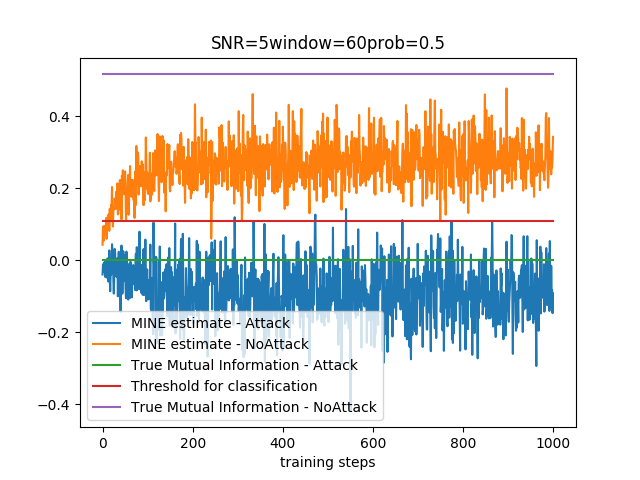 SNR=5window=60prob=0.5
0.4
0.2
0.0
−0.2
−0.4
MINE estimate - Attack
MINE estimate - NoAttack
True Mutual Information - Attack
Threshold for classification
True Mutual Information - NoAttack
0 200 400 600 800 1000
training steps